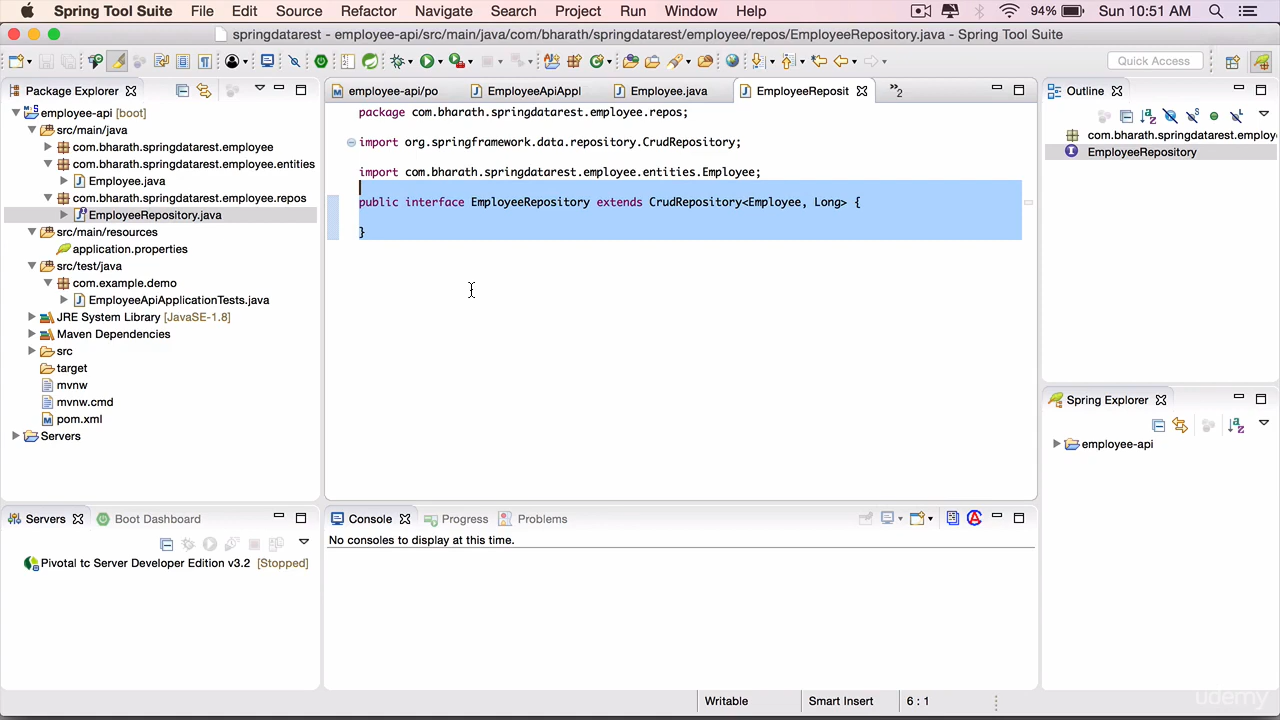 Spring Tool Suite File Edit Source Refactor Navigate Search Project Run Window Help 94% Sun 10:51 AM
springdatarest - employee-api/src/main/java/com/bharath/springdatarest/employee/repos/EmployeeRepository.java - Spring Tool Suite
Quick Access
Package Explorer
employee-api [boot]
src/main/java
com.bharath.springdatarest.employee
com.bharath.springdatarest.employee.entities
Employee.java
com.bharath.springdatarest.employee.repos
EmployeeRepository.java
src/main/resources
application.properties
src/test/java
com.example.demo
EmployeeApiApplicationTests.java
JRE System Library [JavaSE-1.8]
Maven Dependencies
src
target
mvnw
mvnw.cmd
pom.xml
Servers
employee-api/po EmployeeApiAppl Employee.java EmployeeReposit 2
package com.bharath.springdatarest.employee.repos;
import org.springframework.data.repository.CrudRepository;
import com.bharath.springdatarest.employee.entities.Employee;
public interface EmployeeRepository extends CrudRepository<Employee, Long> {
}
Outline
com.bharath.springdatarest.employ
EmployeeRepository
Spring Explorer
employee-api
Servers Boot Dashboard
Pivotal tc Server Developer Edition v3.2 [Stopped]
Console Progress Problems
No consoles to display at this time.
Writable Smart Insert 6 : 1
udemy